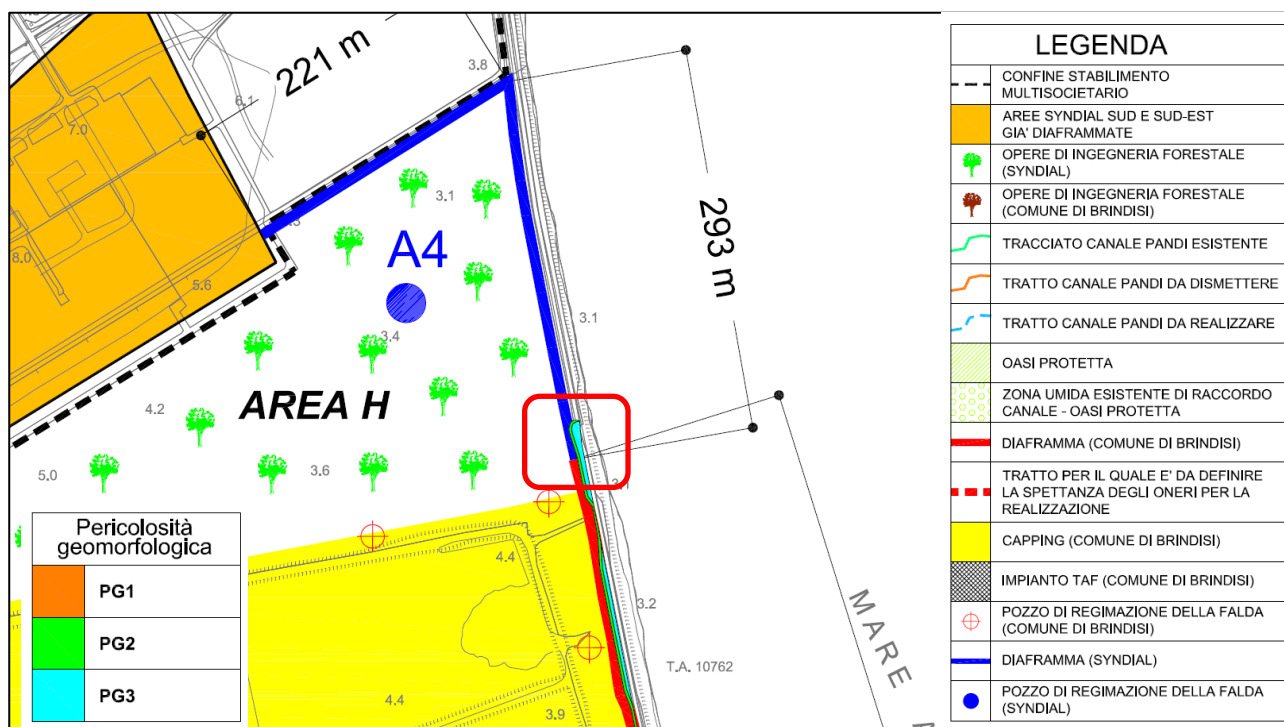 221 m
3.8
6.1
7.0
3.1
A4
8.0
5.6
3.4
3.1
293 m
4.2
AREA H
5.0
3.6
4.4
3.2
T.A. 10762
4.4
3.9
MARE
Pericolosità
geomorfologica
PG1
PG2
PG3
LEGENDA
CONFINE STABILIMENTO
MULTISOCIETARIO
AREE SYNDIAL SUD E SUD-EST
GIA' DIAFRAMMATE
OPERE DI INGEGNERIA FORESTALE
(SYNDIAL)
OPERE DI INGEGNERIA FORESTALE
(COMUNE DI BRINDISI)
TRACCIATO CANALE PANDI ESISTENTE
TRATTO CANALE PANDI DA DISMETTERE
TRATTO CANALE PANDI DA REALIZZARE
OASI PROTETTA
ZONA UMIDA ESISTENTE DI RACCORDO
CANALE - OASI PROTETTA
DIAFRAMMA (COMUNE DI BRINDISI)
TRATTO PER IL QUALE E' DA DEFINIRE
LA SPETTANZA DEGLI ONERI PER LA
REALIZZAZIONE
CAPPING (COMUNE DI BRINDISI)
IMPIANTO TAF (COMUNE DI BRINDISI)
POZZO DI REGIMAZIONE DELLA FALDA
(COMUNE DI BRINDISI)
DIAFRAMMA (SYNDIAL)
POZZO DI REGIMAZIONE DELLA FALDA
(SYNDIAL)